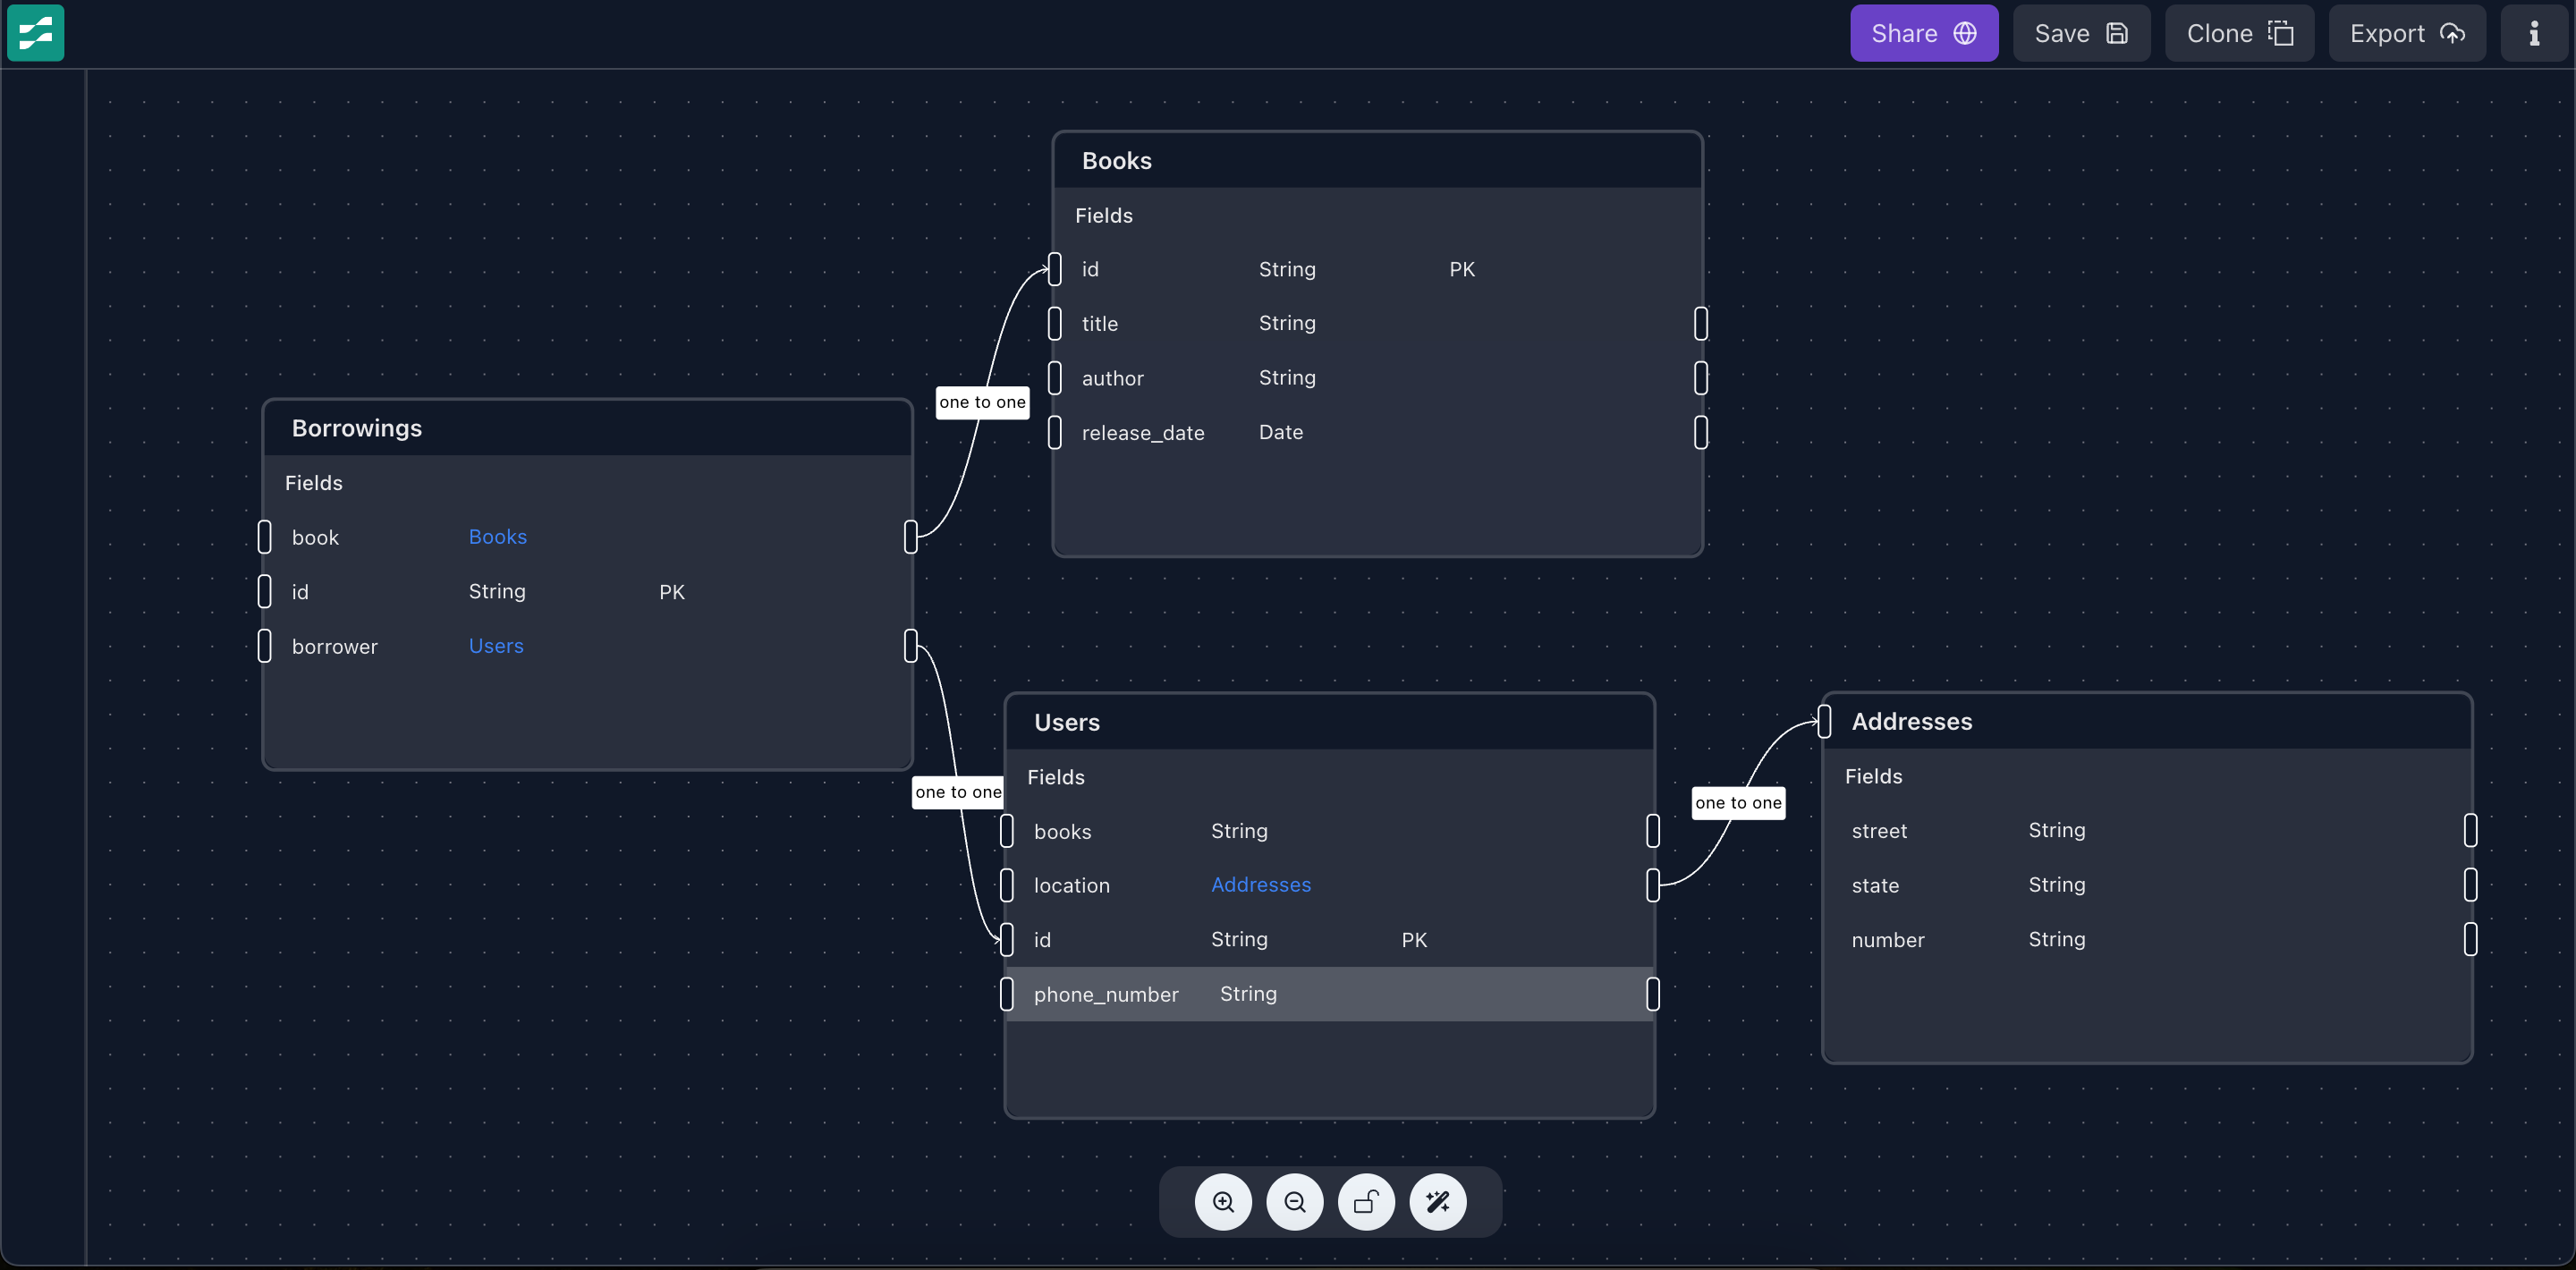 Share Save Clone Export
Books
Fields
id String PK
title String
author String
release_date Date
one to one
Borrowings
Fields
book Books
id String PK
borrower Users
one to one
Users
Fields
books String
location Addresses
id String PK
phone_number String
one to one
Addresses
Fields
street String
state String
number String